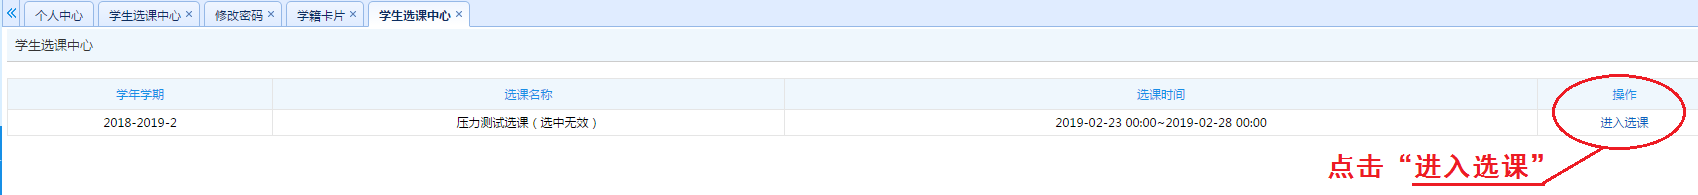 个人中心 学生选课中心 修改密码 学籍卡片 学生选课中心
学生选课中心
学年学期 选课名称 选课时间 操作
2018-2019-2 压力测试选课（选中无效） 2019-02-23 00:00~2019-02-28 00:00 进入选课
点击“进入选课”